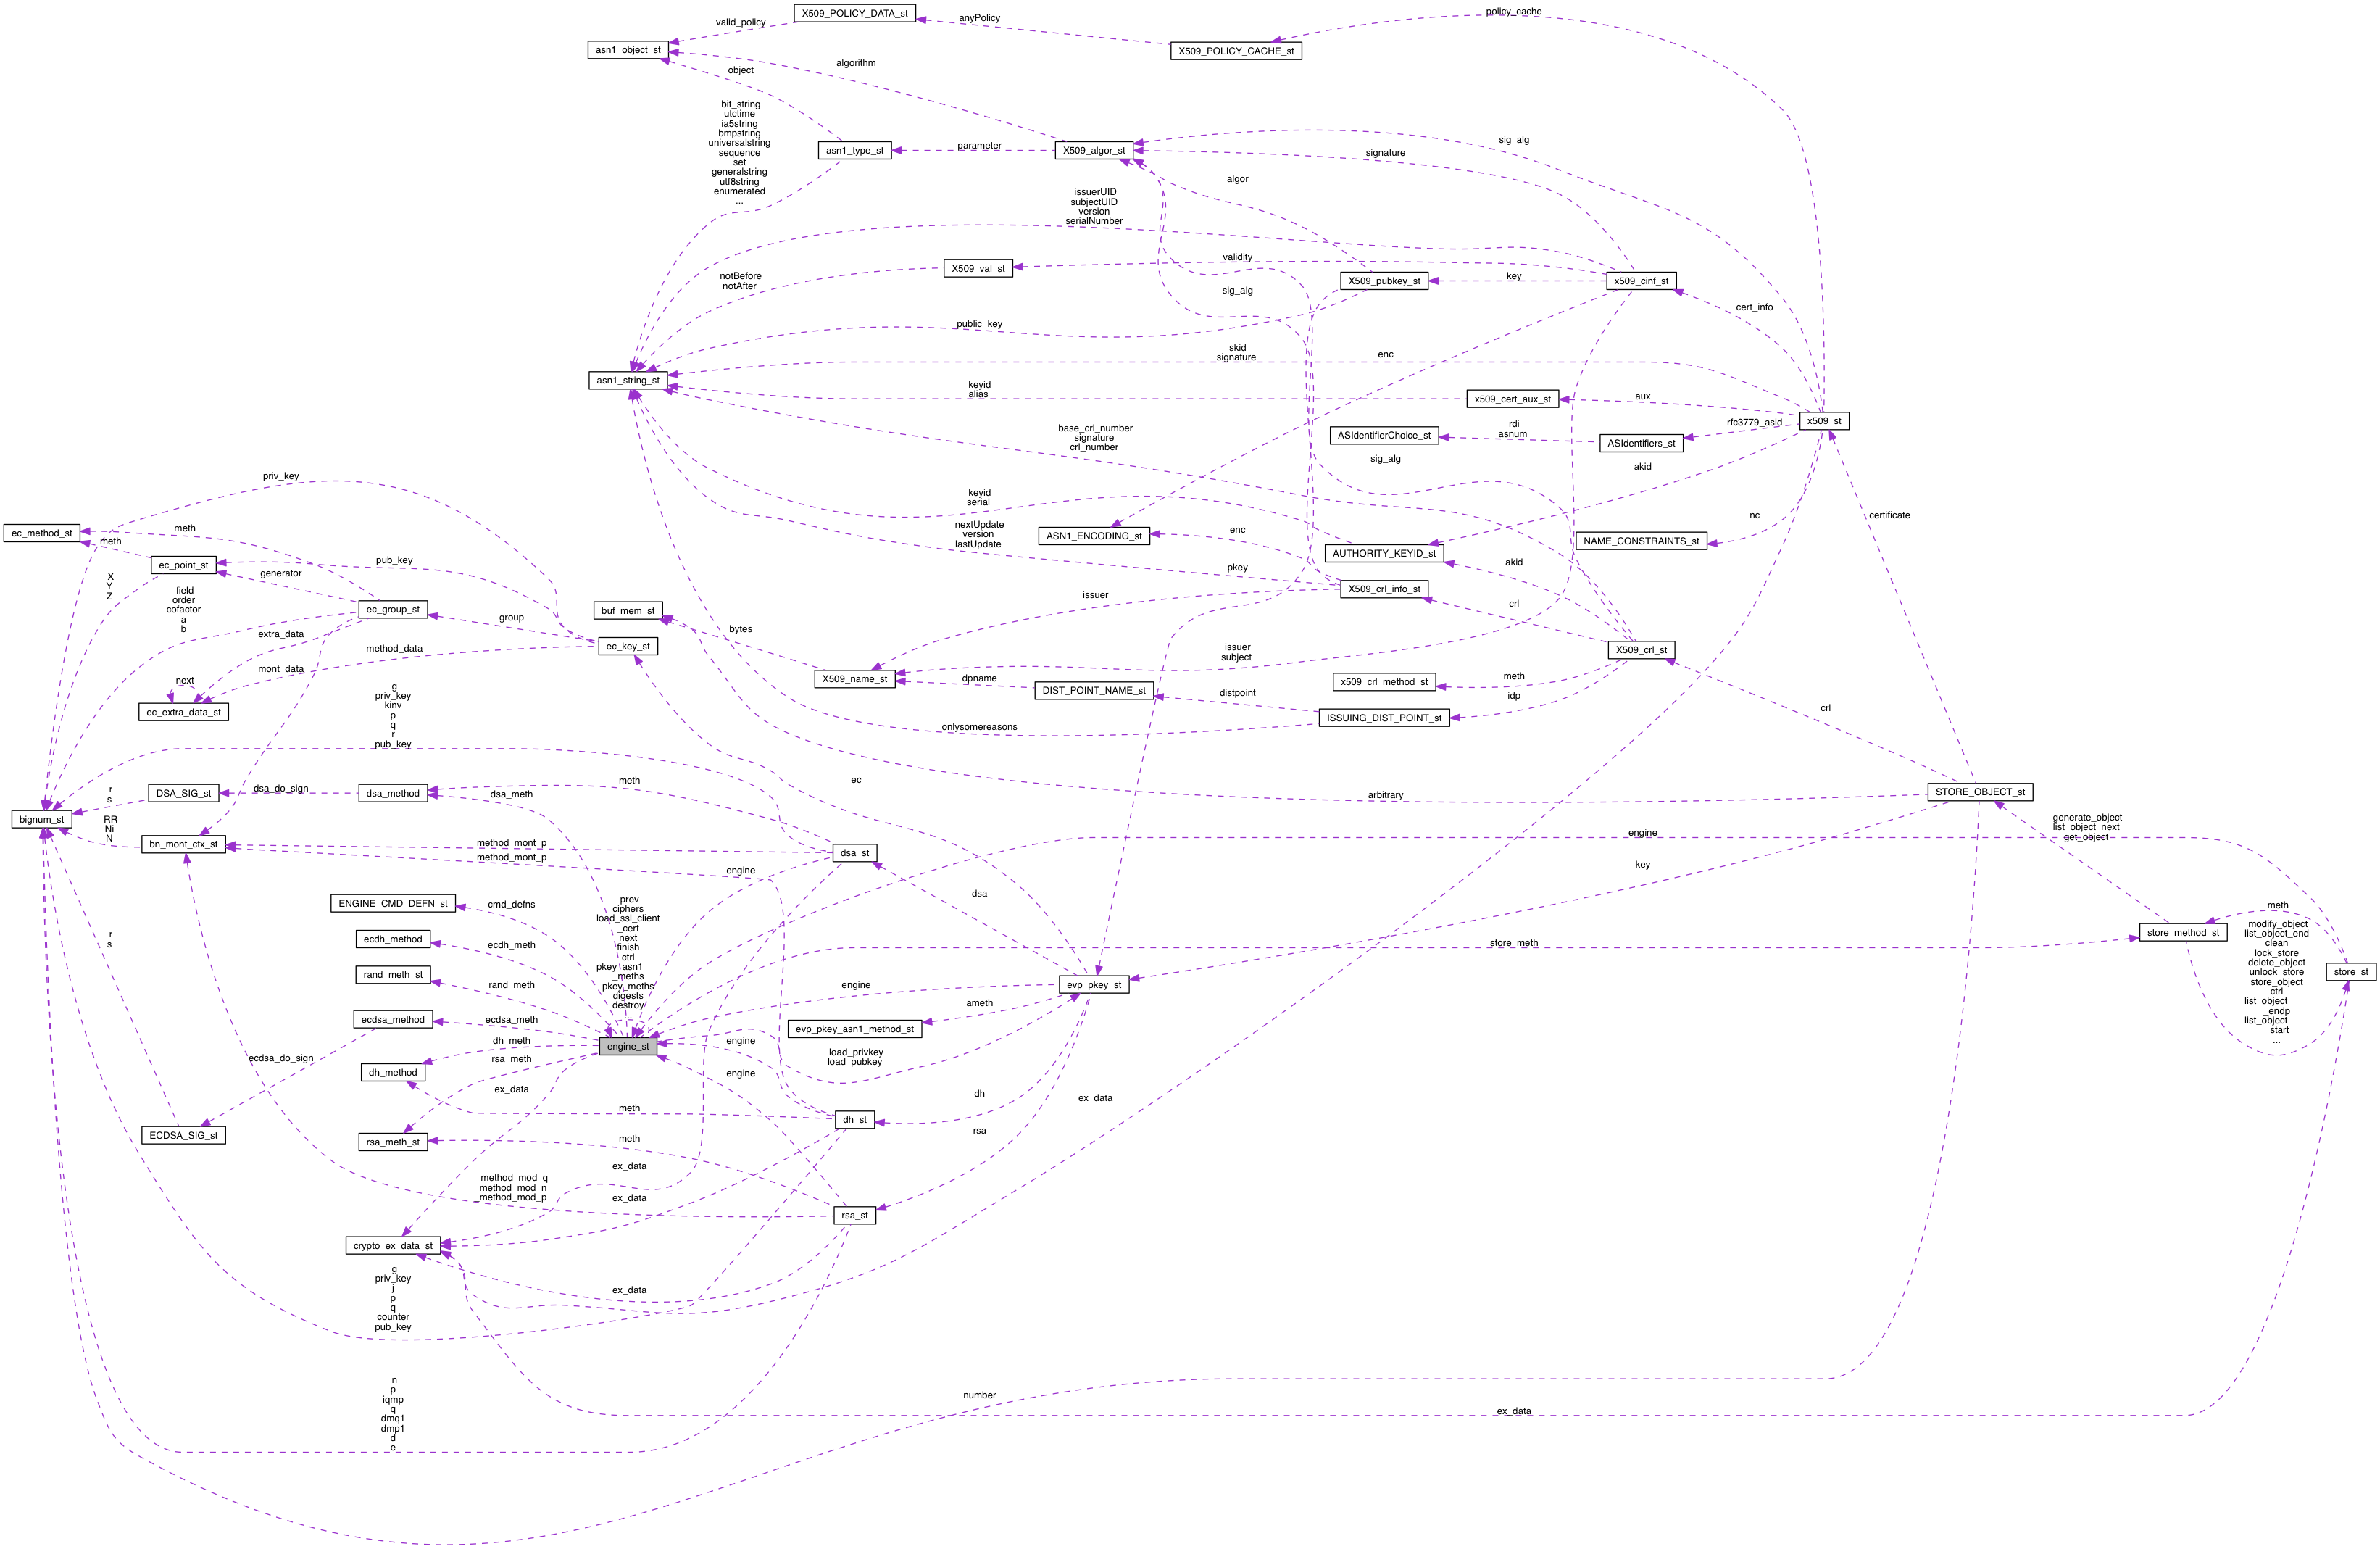 policy_cache
X509_POLICY_DATA_st
anyPolicy
valid_policy
asn1_object_st
X509_POLICY_CACHE_st
algorithm
object
bit_string
utctime
ia5string
bmpstring
universalstring
sequence
set
generalstring
utf8string
enumerated
...
asn1_type_st
parameter
X509_algor_st
signature
sig_alg
algor
issuerUID
subjectUID
version
serialNumber
notBefore
notAfter
X509_val_st
validity
X509_pubkey_st
key
x509_cinf_st
sig_alg
cert_info
public_key
skid
signature
enc
asn1_string_st
keyid
alias
x509_cert_aux_st
aux
x509_st
rfc3779_asid
base_crl_number
signature
crl_number
ASIdentifierChoice_st
rdi
asnum
ASIdentifiers_st
sig_alg
akid
priv_key
keyid
serial
nc
certificate
ec_method_st
meth
meth
nextUpdate
version
lastUpdate
ASN1_ENCODING_st
enc
NAME_CONSTRAINTS_st
AUTHORITY_KEYID_st
ec_point_st
pub_key
generator
pkey
akid
X
Y
Z
field
order
cofactor
a
b
X509_crl_info_st
issuer
crl
ec_group_st
buf_mem_st
group
bytes
extra_data
ec_key_st
method_data
mont_data
issuer
subject
X509_crl_st
next
X509_name_st
dpname
DIST_POINT_NAME_st
x509_crl_method_st
meth
idp
distpoint
g
priv_key
kinv
p
q
r
pub_key
ec_extra_data_st
onlysomereasons
ISSUING_DIST_POINT_st
crl
ec
meth
DSA_SIG_st
dsa_do_sign
dsa_method
dsa_meth
arbitrary
STORE_OBJECT_st
r
s
bignum_st
RR
Ni
N
bn_mont_ctx_st
method_mont_p
method_mont_p
dsa_st
engine
generate_object
list_object_next
get_object
engine
key
dsa
ENGINE_CMD_DEFN_st
cmd_defns
prev
ciphers
load_ssl_client
_cert
next
finish
ctrl
pkey_asn1
_meths
pkey_meths
digests
destroy
...
meth
r
s
ecdh_method
ecdh_meth
store_meth
store_method_st
modify_object
list_object_end
clean
lock_store
delete_object
unlock_store
store_object
ctrl
list_object
_endp
list_object
_start
...
store_st
rand_meth_st
rand_meth
engine
evp_pkey_st
ameth
ecdsa_method
ecdsa_meth
evp_pkey_asn1_method_st
engine_st
dh_meth
engine
load_privkey
load_pubkey
ecdsa_do_sign
rsa_meth
dh_method
engine
ex_data
dh
ex_data
meth
dh_st
ECDSA_SIG_st
rsa_meth_st
meth
rsa
_method_mod_q
_method_mod_n
_method_mod_p
ex_data
ex_data
rsa_st
crypto_ex_data_st
g
priv_key
j
p
q
counter
pub_key
ex_data
n
p
iqmp
q
dmq1
dmp1
d
e
number
ex_data